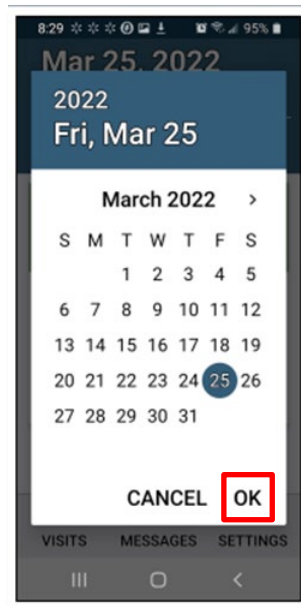 8:29 95%
Mar 25, 2022
2022
Fri, Mar 25
March 2022 >
S M T W T F S
1 2 3 4 5
6 7 8 9 10 11 12
13 14 15 16 17 18 19
20 21 22 23 24 25 26
27 28 29 30 31
CANCEL OK
VISITS MESSAGES SETTINGS